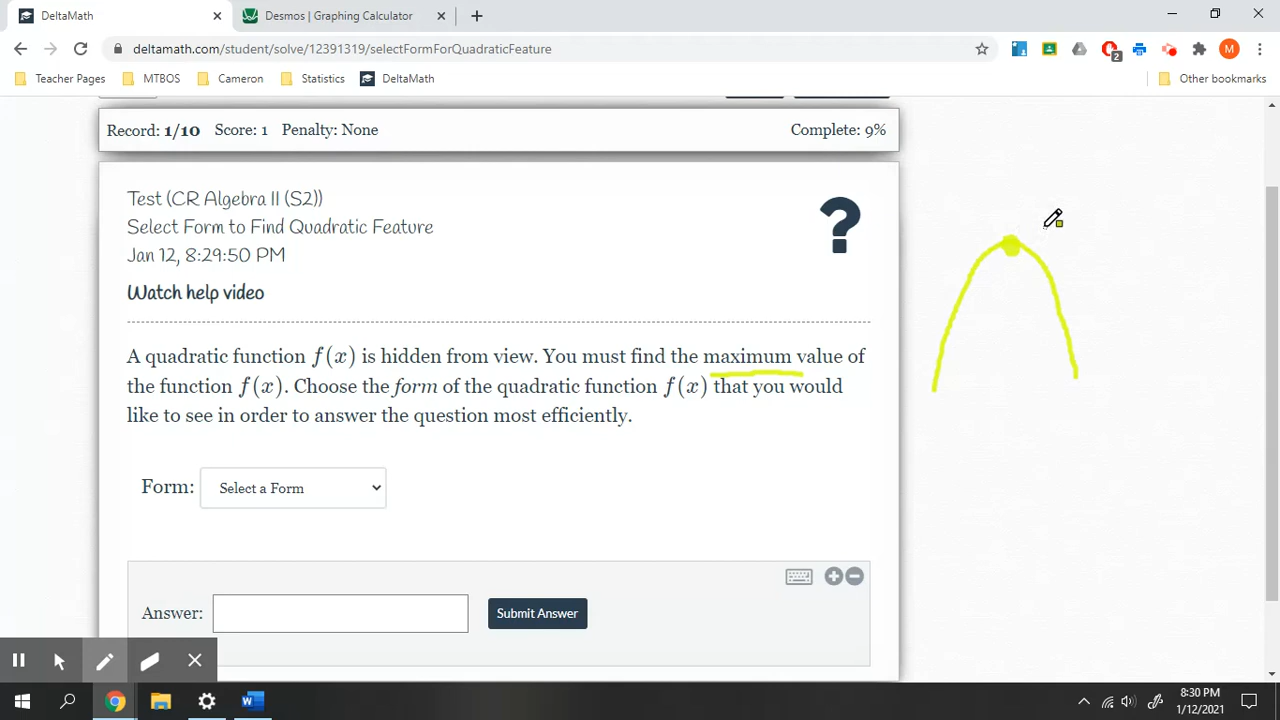 DeltaMath
Desmos | Graphing Calculator
deltamath.com/student/solve/12391319/selectFormForQuadraticFeature
2
M
Teacher Pages
MTBOS
Cameron
Statistics
DeltaMath
Other bookmarks
Record: 1/10 Score: 1 Penalty: None Complete: 9%
Test (CR Algebra II (S2))
Select Form to Find Quadratic Feature
Jan 12, 8:29:50 PM
?
Watch help video
A quadratic function f(x) is hidden from view. You must find the maximum value of
the function f(x). Choose the form of the quadratic function f(x) that you would
like to see in order to answer the question most efficiently.
Form: Select a Form
Answer: Submit Answer
W
8:30 PM
1/12/2021